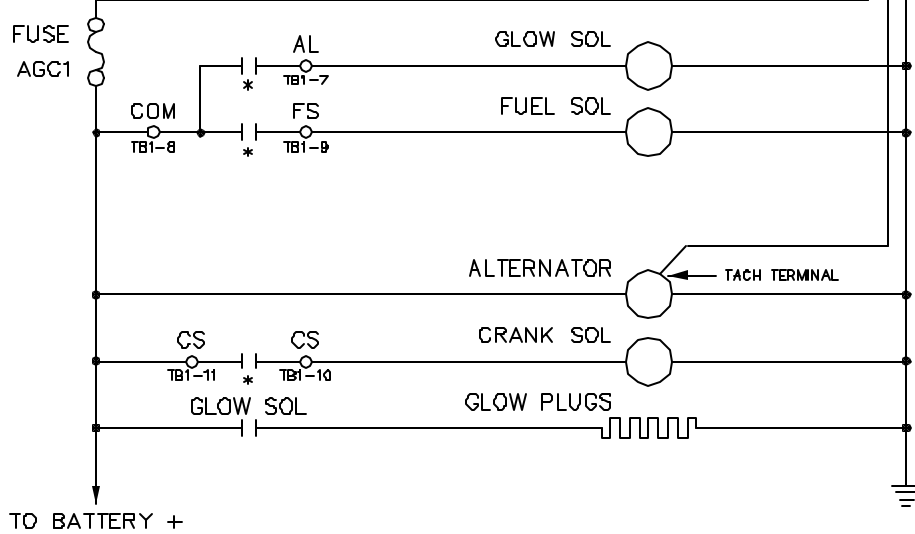 FUSE
AGC1
AL
TB1-7
*
GLOW SOL
COM
TB1-8
FS
TB1-9
*
FUEL SOL
ALTERNATOR
TACH TERMINAL
CS
TB1-11
*
CS
TB1-10
CRANK SOL
GLOW SOL
GLOW PLUGS
TO BATTERY +